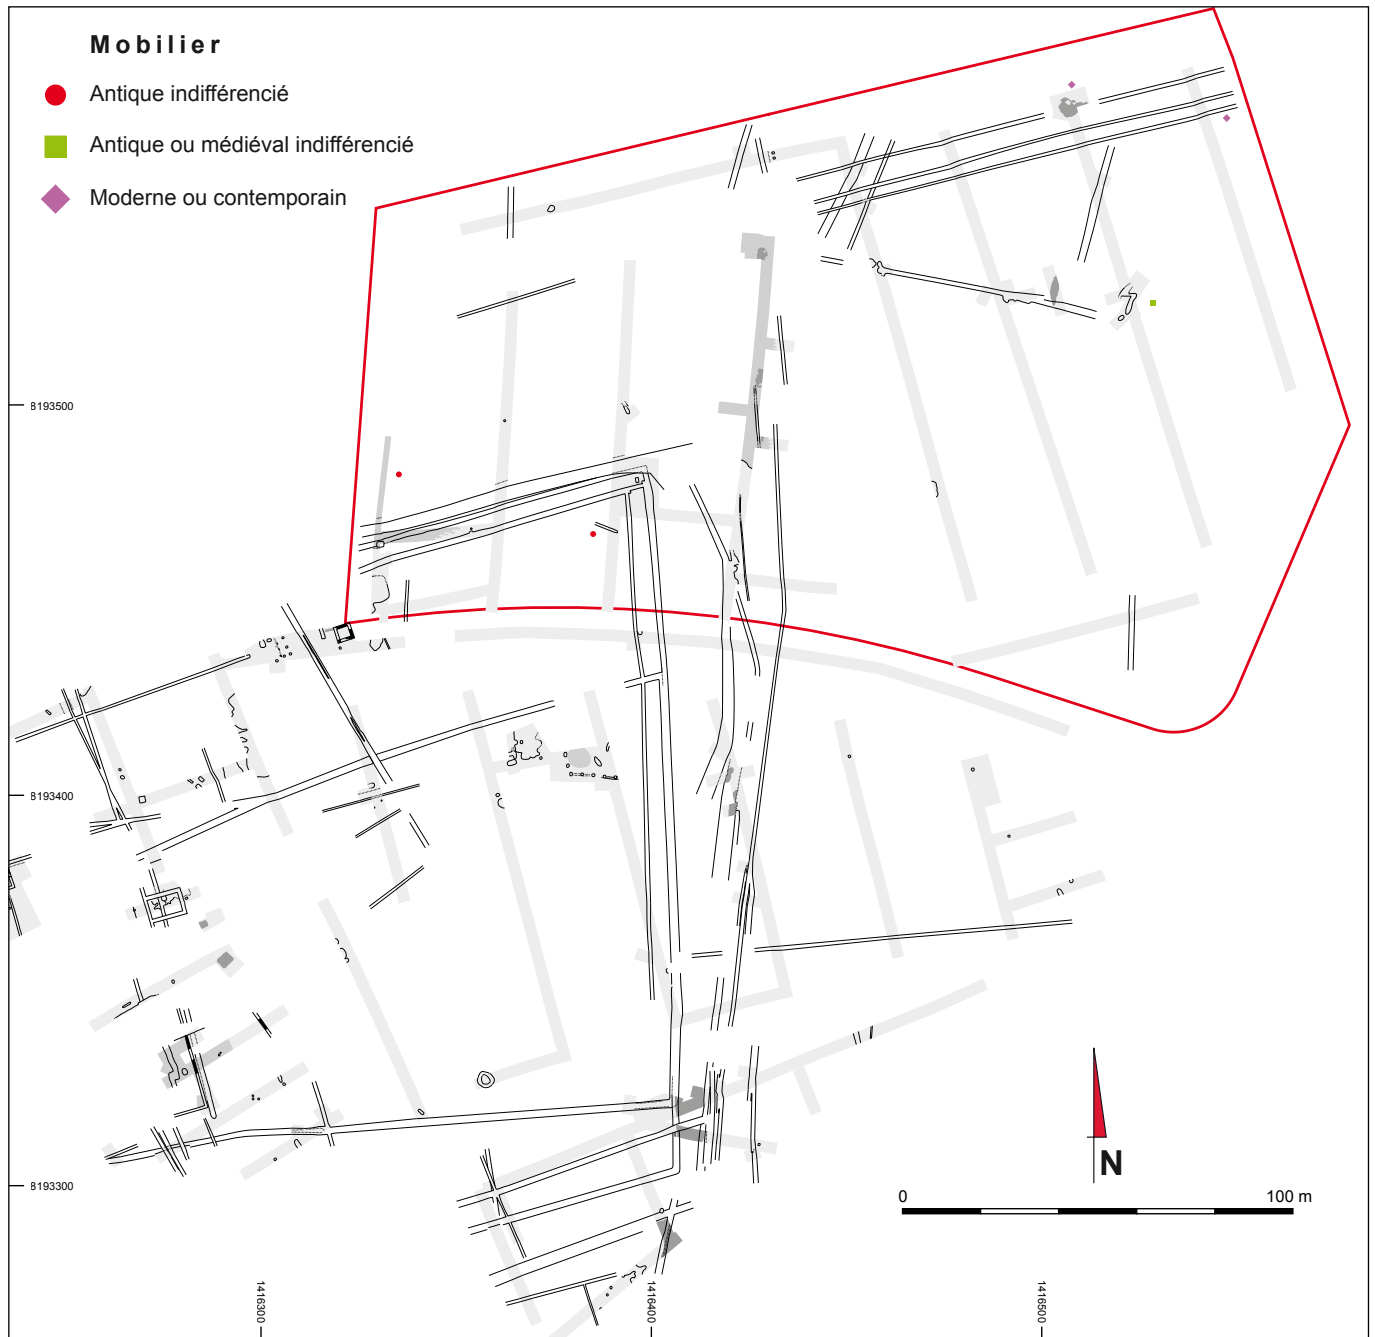 Mobilier
Antique indifférencié
Antique ou médiéval indifférencié
Moderne ou contemporain
8193500
8193400
8193300
1416300
1416400
1416500
N
0 100 m